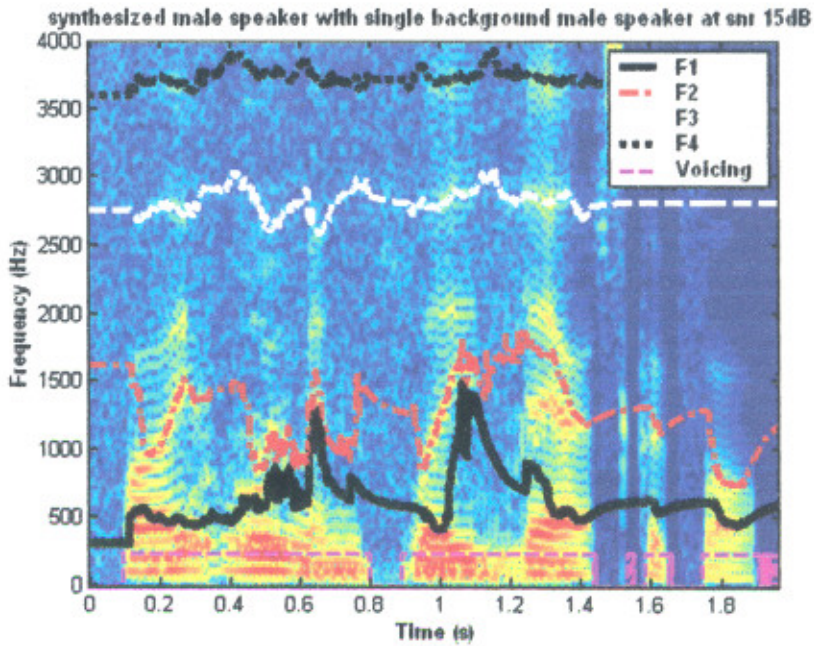 synthesized male speaker with single background male speaker at snr 15dB
4000
3500
3000
2500
2000
1500
1000
500
0
Frequency (Hz)
F1
F2
F3
F4
Voicing
0 0.2 0.4 0.6 0.8 1 1.2 1.4 1.6 1.8
Time (s)